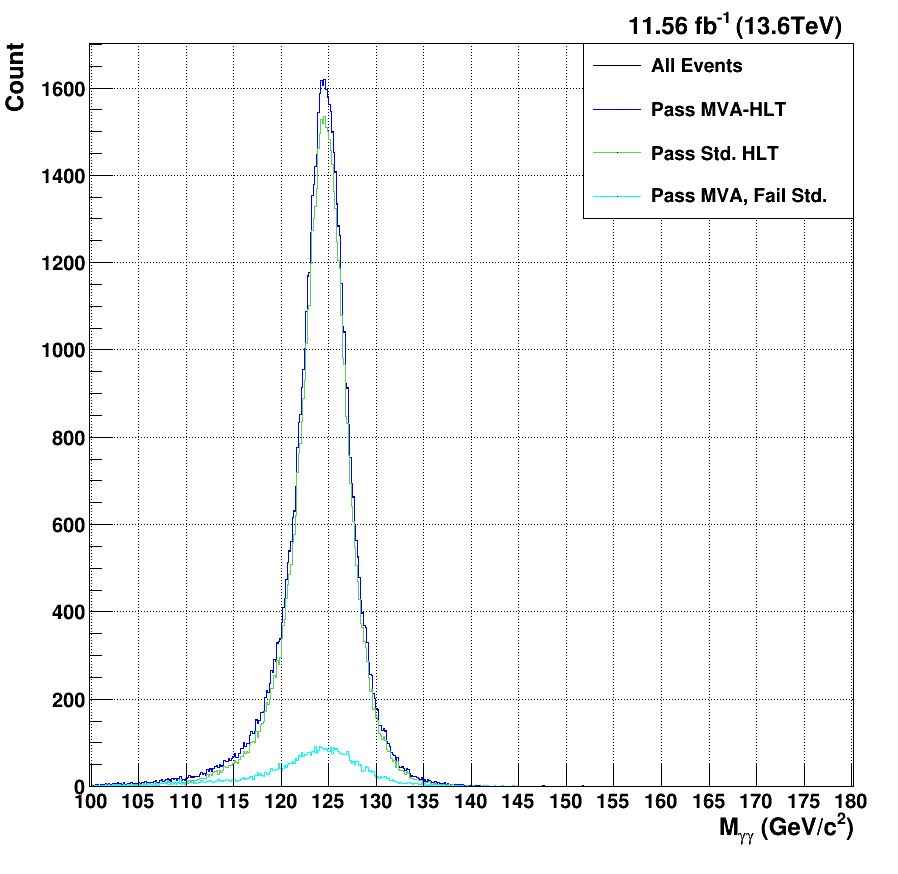 11.56 fb⁻¹ (13.6TeV)
Count
All Events
Pass MVA-HLT
Pass Std. HLT
Pass MVA, Fail Std.
1600
1400
1200
1000
800
600
400
200
0
100 105 110 115 120 125 130 135 140 145 150 155 160 165 170 175 180
Mγγ (GeV/c²)